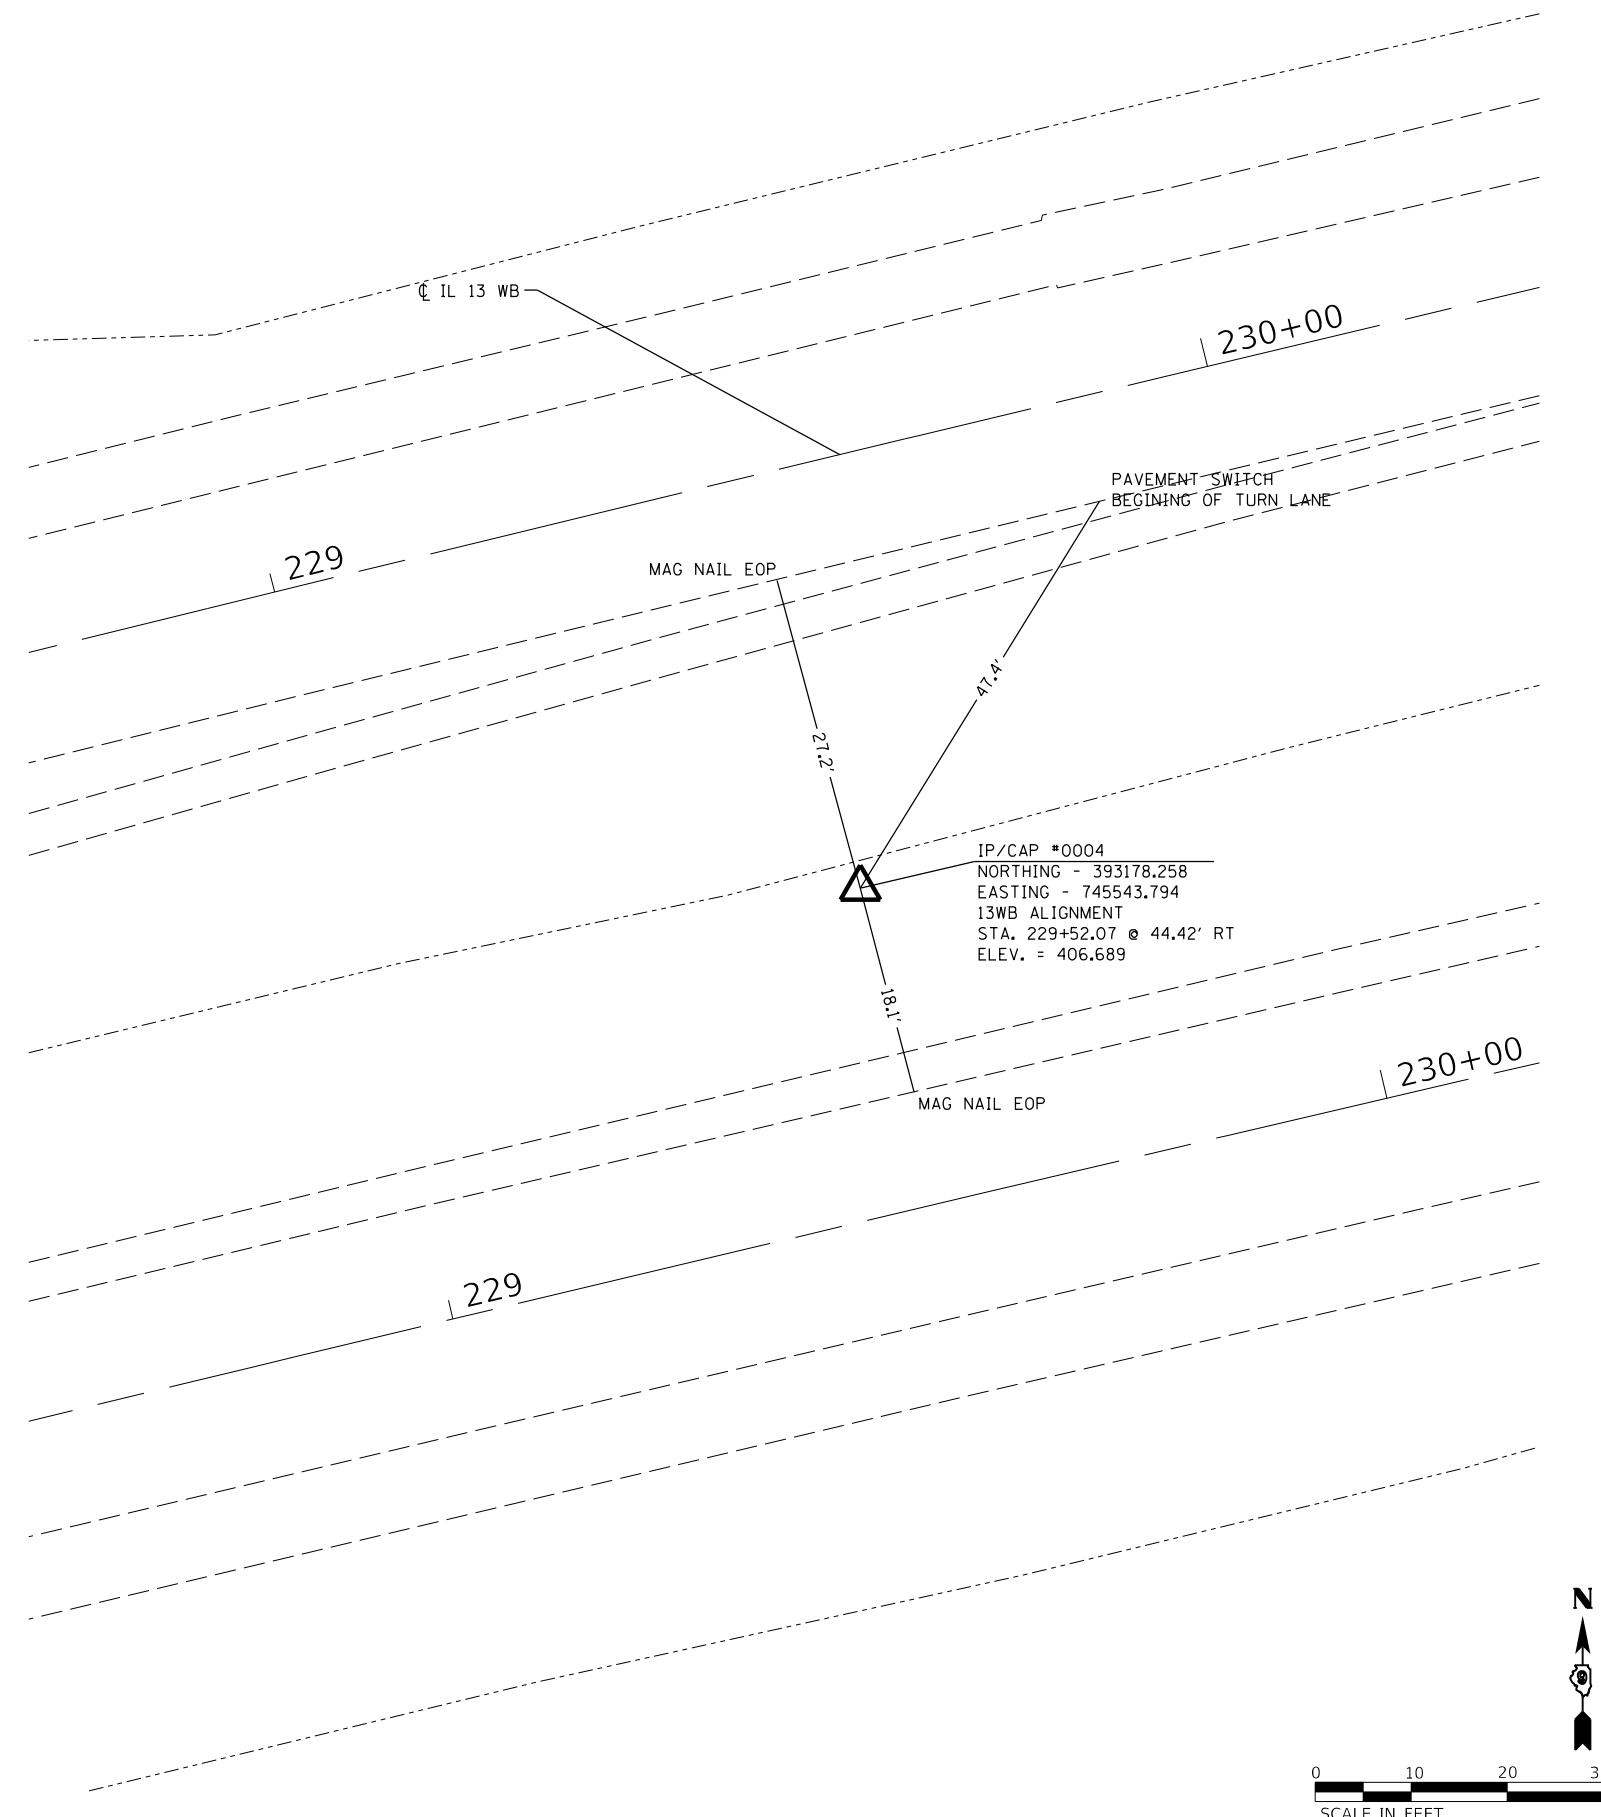 ℄ IL 13 WB
230+00
PAVEMENT SWITCH
BEGINING OF TURN LANE
229
MAG NAIL EOP
47.4'
27.2'
IP/CAP #0004
NORTHING - 393178.258
EASTING - 745543.794
13WB ALIGNMENT
STA. 229+52.07 @ 44.42' RT
ELEV. = 406.689
18.1'
230+00
MAG NAIL EOP
229
N
9
0 10 20
SCALE IN FEET